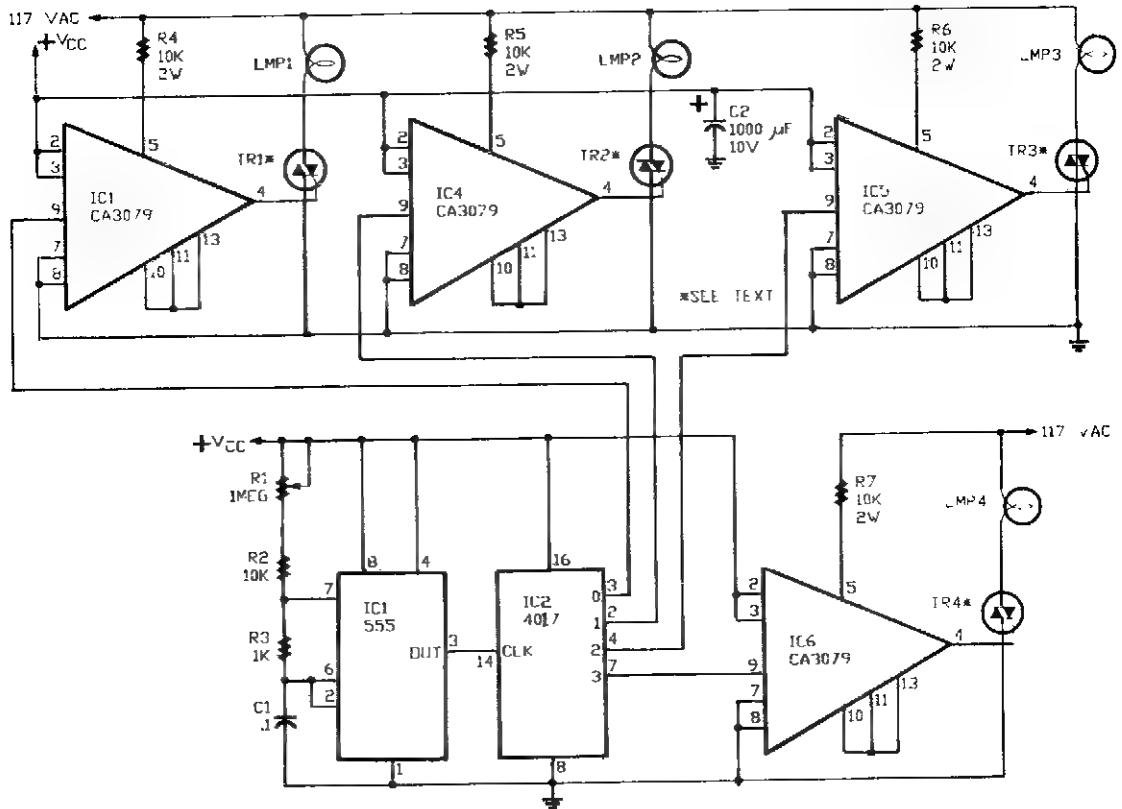 117 VAC
+VCC
R4
10K
2W
LMP1
R5
10K
2W
LMP2
R6
10K
2W
LMP3
+
C2
1000 µF
10V
5
2
3
9
7
8
IC1
CA3079
4
TR1*
10
11
13
5
2
3
9
7
8
IC4
CA3079
4
TR2*
10
11
13
5
2
3
9
7
8
IC5
CA3079
4
TR3*
10
11
13
*SEE TEXT
+VCC
R1
1MEG
R2
10K
R3
1K
C1
.1
8
4
7
6
2
IC1
555
OUT
3
1
16
IC2
4017
14
CLK
0
3
1
2
2
4
3
7
8
117 VAC
R7
10K
2W
LMP4
5
2
3
9
7
8
IC6
CA3079
4
TR4*
10
11
13